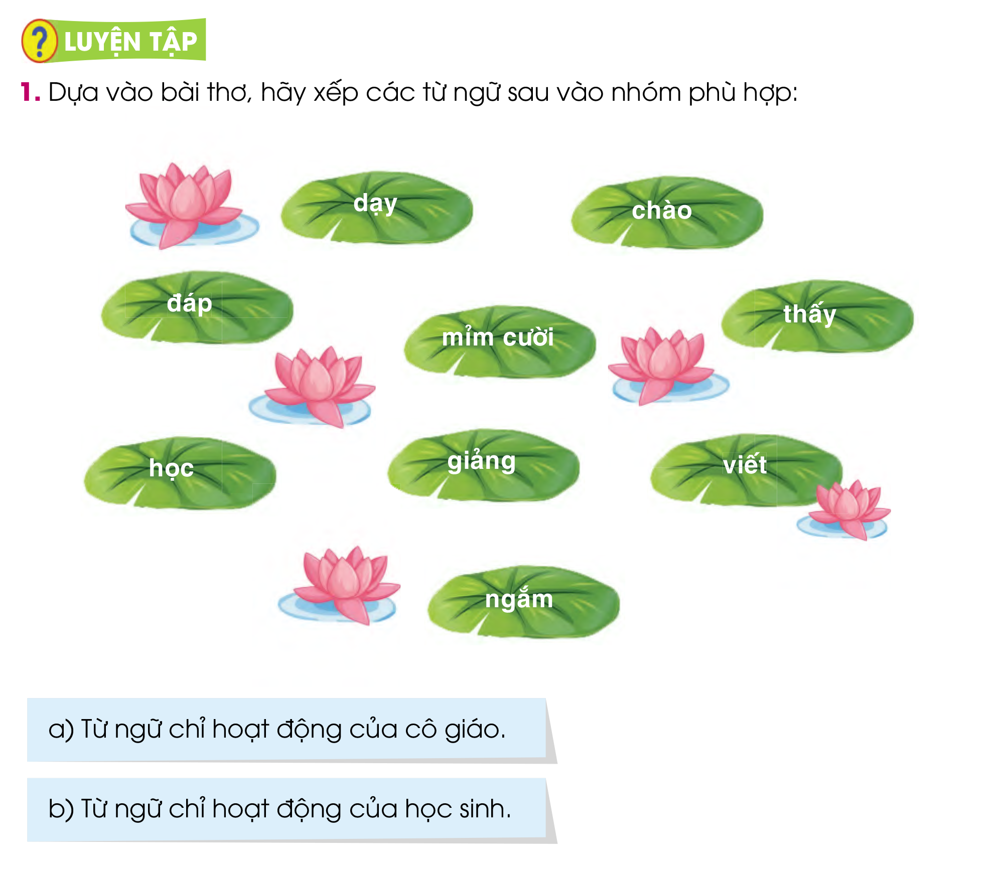 ? LUYỆN TẬP
1. Dựa vào bài thơ, hãy xếp các từ ngữ sau vào nhóm phù hợp:
dạy
chào
đáp
mỉm cười
thấy
học
giảng
viết
ngắm
a) Từ ngữ chỉ hoạt động của cô giáo.
b) Từ ngữ chỉ hoạt động của học sinh.